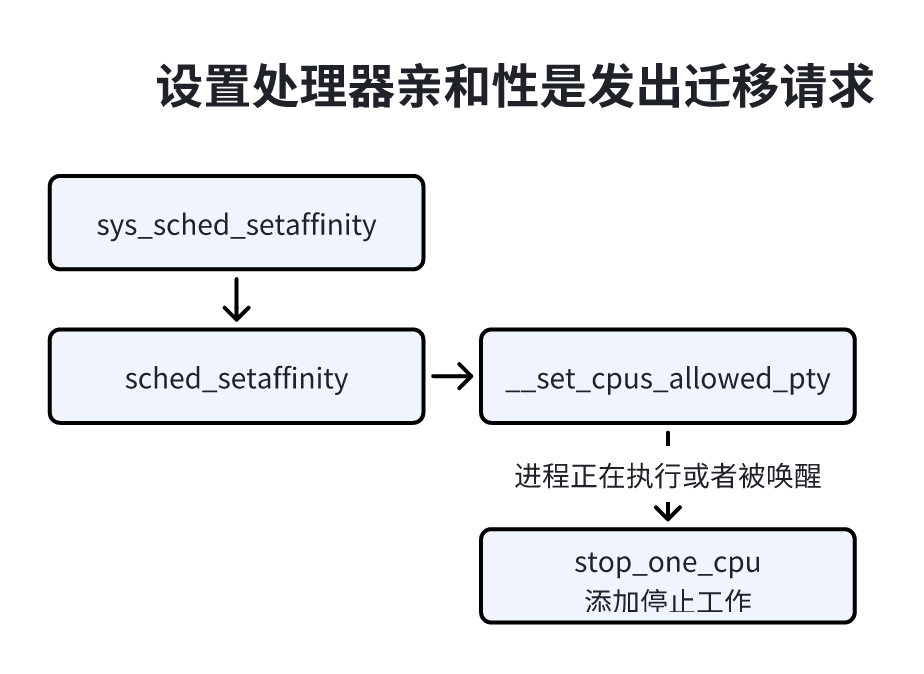 设置处理器亲和性是发出迁移请求
sys_sched_setaffinity
sched_setaffinity
__set_cpus_allowed_pty
进程正在执行或者被唤醒
stop_one_cpu
添加停止工作